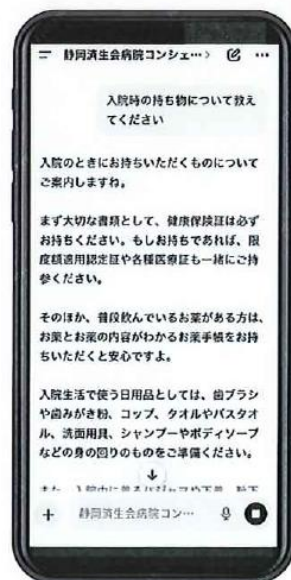 静岡済生会病院コンシェ…
入院時の持ち物について教え
てください
入院のときにお持ちいただくものについて
ご案内しますね。
まず大切な書類として、健康保険証は必ず
お持ちください。もしお持ちであれば、限
度額適用認定証や各種医療証も一緒にご持
参ください。
そのほか、普段飲んでいるお薬がある方は、
お薬とお薬の内容がわかるお薬手帳をお持
ちいただくと安心ですよ。
入院生活で使う日用品としては、歯ブラシ
や歯みがき粉、コップ、タオルやバスタオ
ル、洗面用具、シャンプーやボディソープ
などの身の回りのものをご準備ください。
静岡済生会病院コン…